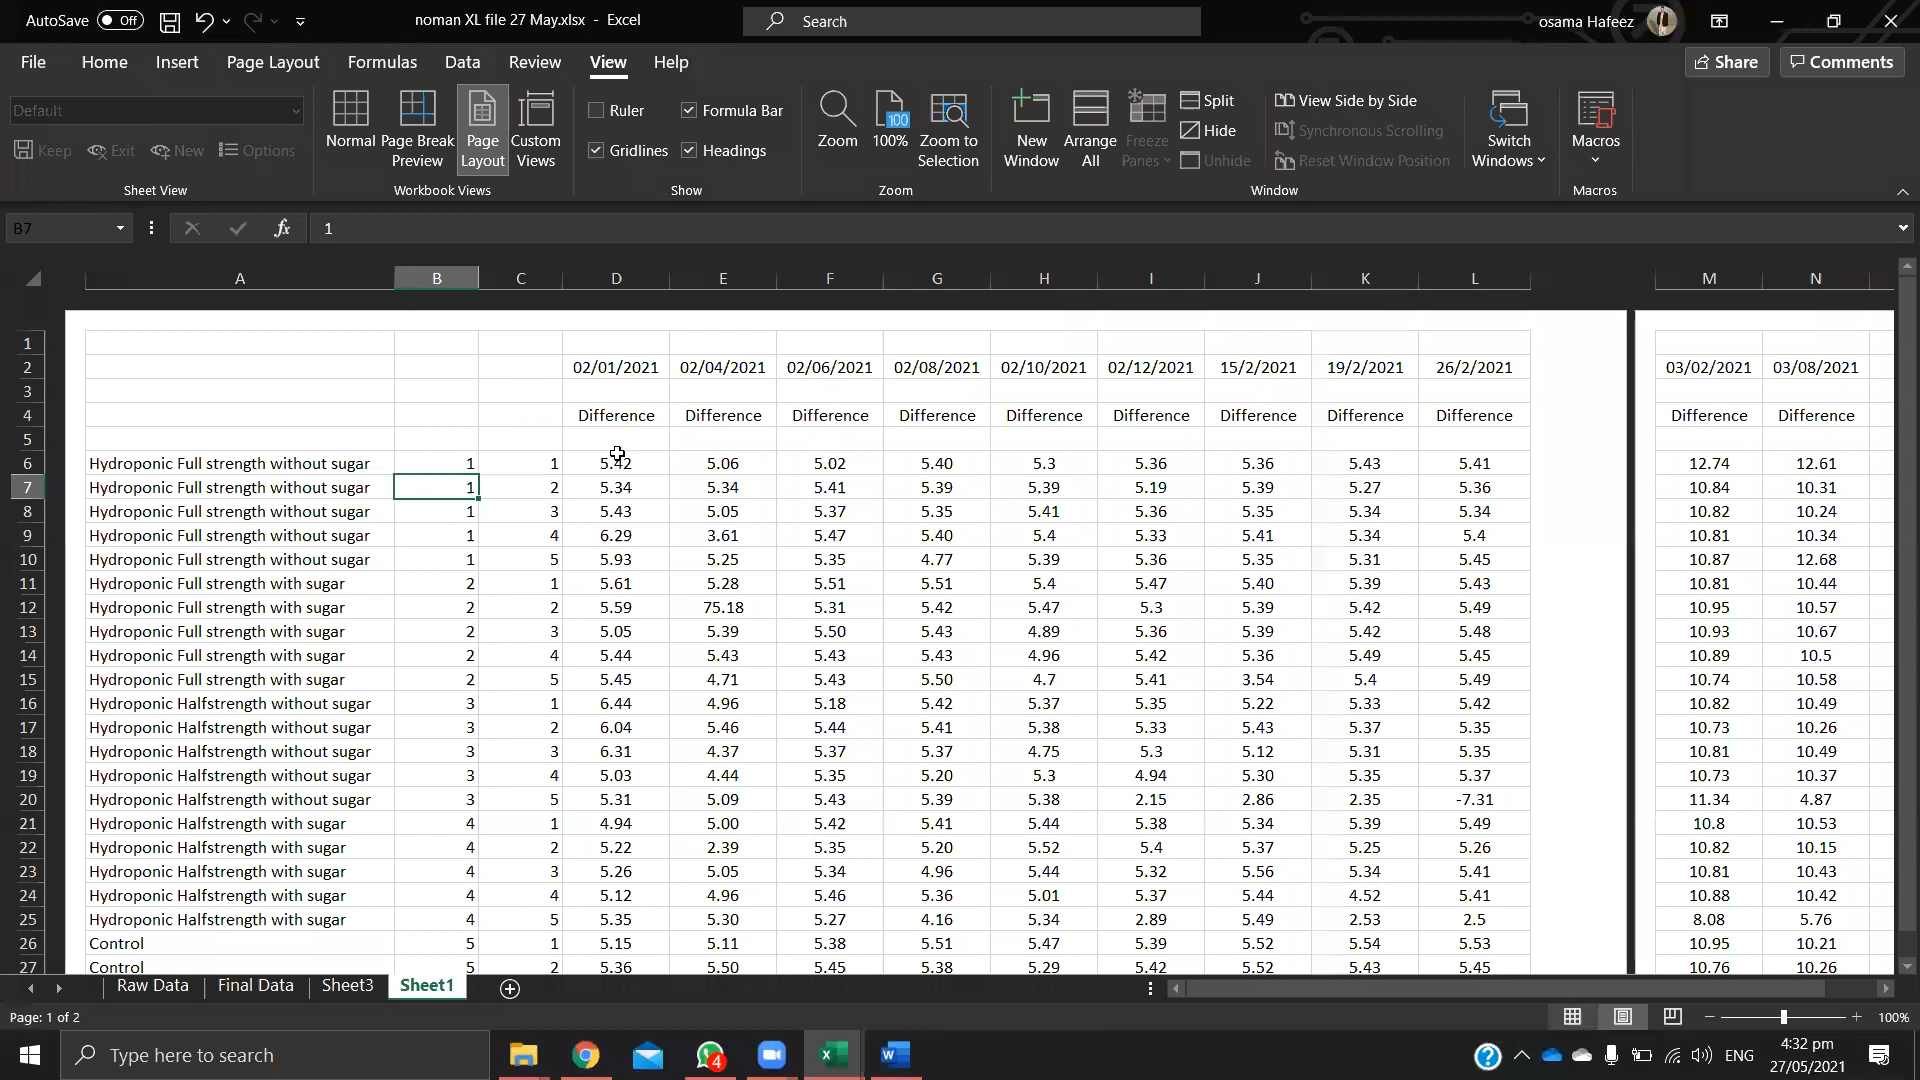 AutoSave Off noman XL file 27 May.xlsx - Excel Search osama Hafeez
File Home Insert Page Layout Formulas Data Review View Help Share Comments
Default
Keep Exit New Options
Sheet View
Normal Page Break Preview Page Layout Custom Views
Workbook Views
Ruler Formula Bar
Gridlines Headings
Show
Zoom 100 100% Zoom to Selection
Zoom
New Window Arrange All Freeze Panes
Split View Side by Side
Hide Synchronous Scrolling
Unhide Reset Window Position
Switch Windows
Window
Macros
Macros
B7 fx 1
A B C D E F G H I J K L M N
1
2 02/01/2021 02/04/2021 02/06/2021 02/08/2021 02/10/2021 02/12/2021 15/2/2021 19/2/2021 26/2/2021 03/02/2021 03/08/2021
3
4 Difference Difference Difference Difference Difference Difference Difference Difference Difference Difference Difference
5
6 Hydroponic Full strength without sugar 1 1 5.42 5.06 5.02 5.40 5.3 5.36 5.36 5.43 5.41 12.74 12.61
7 Hydroponic Full strength without sugar 1 2 5.34 5.34 5.41 5.39 5.39 5.19 5.39 5.27 5.36 10.84 10.31
8 Hydroponic Full strength without sugar 1 3 5.43 5.05 5.37 5.35 5.41 5.36 5.35 5.34 5.34 10.82 10.24
9 Hydroponic Full strength without sugar 1 4 6.29 3.61 5.47 5.40 5.4 5.33 5.41 5.34 5.4 10.81 10.34
10 Hydroponic Full strength without sugar 1 5 5.93 5.25 5.35 4.77 5.39 5.36 5.35 5.31 5.45 10.87 12.68
11 Hydroponic Full strength with sugar 2 1 5.61 5.28 5.51 5.51 5.4 5.47 5.40 5.39 5.43 10.81 10.44
12 Hydroponic Full strength with sugar 2 2 5.59 75.18 5.31 5.42 5.47 5.3 5.39 5.42 5.49 10.95 10.57
13 Hydroponic Full strength with sugar 2 3 5.05 5.39 5.50 5.43 4.89 5.36 5.39 5.42 5.48 10.93 10.67
14 Hydroponic Full strength with sugar 2 4 5.44 5.43 5.43 5.43 4.96 5.42 5.36 5.49 5.45 10.89 10.5
15 Hydroponic Full strength with sugar 2 5 5.45 4.71 5.43 5.50 4.7 5.41 3.54 5.4 5.49 10.74 10.58
16 Hydroponic Halfstrength without sugar 3 1 6.44 4.96 5.18 5.42 5.37 5.35 5.22 5.33 5.42 10.82 10.49
17 Hydroponic Halfstrength without sugar 3 2 6.04 5.46 5.44 5.41 5.38 5.33 5.43 5.37 5.35 10.73 10.26
18 Hydroponic Halfstrength without sugar 3 3 6.31 4.37 5.37 5.37 4.75 5.3 5.12 5.31 5.35 10.81 10.49
19 Hydroponic Halfstrength without sugar 3 4 5.03 4.44 5.35 5.20 5.3 4.94 5.30 5.35 5.37 10.73 10.37
20 Hydroponic Halfstrength without sugar 3 5 5.31 5.09 5.43 5.39 5.38 2.15 2.86 2.35 -7.31 11.34 4.87
21 Hydroponic Halfstrength with sugar 4 1 4.94 5.00 5.42 5.41 5.44 5.38 5.34 5.39 5.49 10.8 10.53
22 Hydroponic Halfstrength with sugar 4 2 5.22 2.39 5.35 5.20 5.52 5.4 5.37 5.25 5.26 10.82 10.15
23 Hydroponic Halfstrength with sugar 4 3 5.26 5.05 5.34 4.96 5.44 5.32 5.56 5.34 5.41 10.81 10.43
24 Hydroponic Halfstrength with sugar 4 4 5.12 4.96 5.46 5.36 5.01 5.37 5.44 4.52 5.41 10.88 10.42
25 Hydroponic Halfstrength with sugar 4 5 5.35 5.30 5.27 4.16 5.34 2.89 5.49 2.53 2.5 8.08 5.76
26 Control 5 1 5.15 5.11 5.38 5.51 5.47 5.39 5.52 5.54 5.53 10.95 10.21
27 Control 5 2 5.36 5.50 5.45 5.38 5.29 5.42 5.52 5.43 5.45 10.76 10.26
Raw Data Final Data Sheet3 Sheet1
Page: 1 of 2 100%
Type here to search 4 W ENG 4:32 pm
27/05/2021